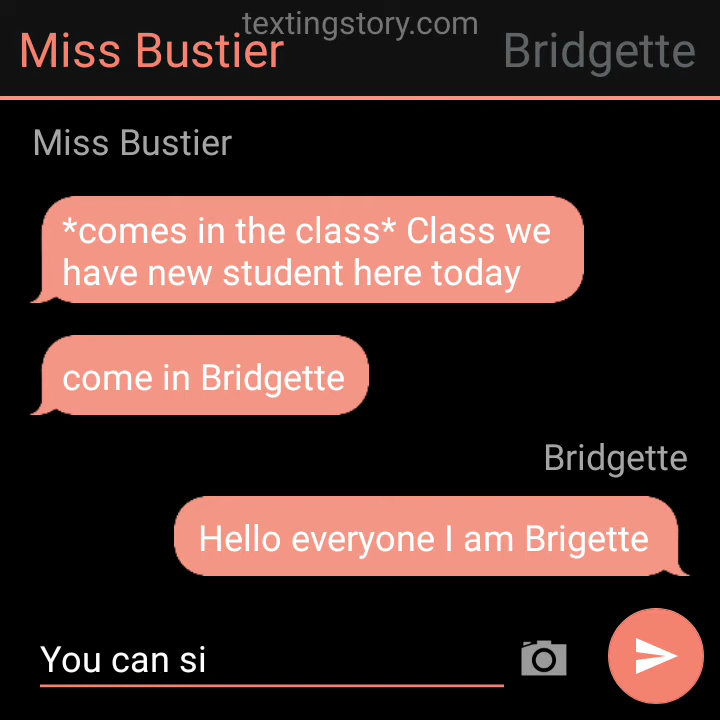 textingstory.com
Miss Bustier
Bridgette
Miss Bustier
*comes in the class* Class we
have new student here today
come in Bridgette
Bridgette
Hello everyone I am Brigette
You can si